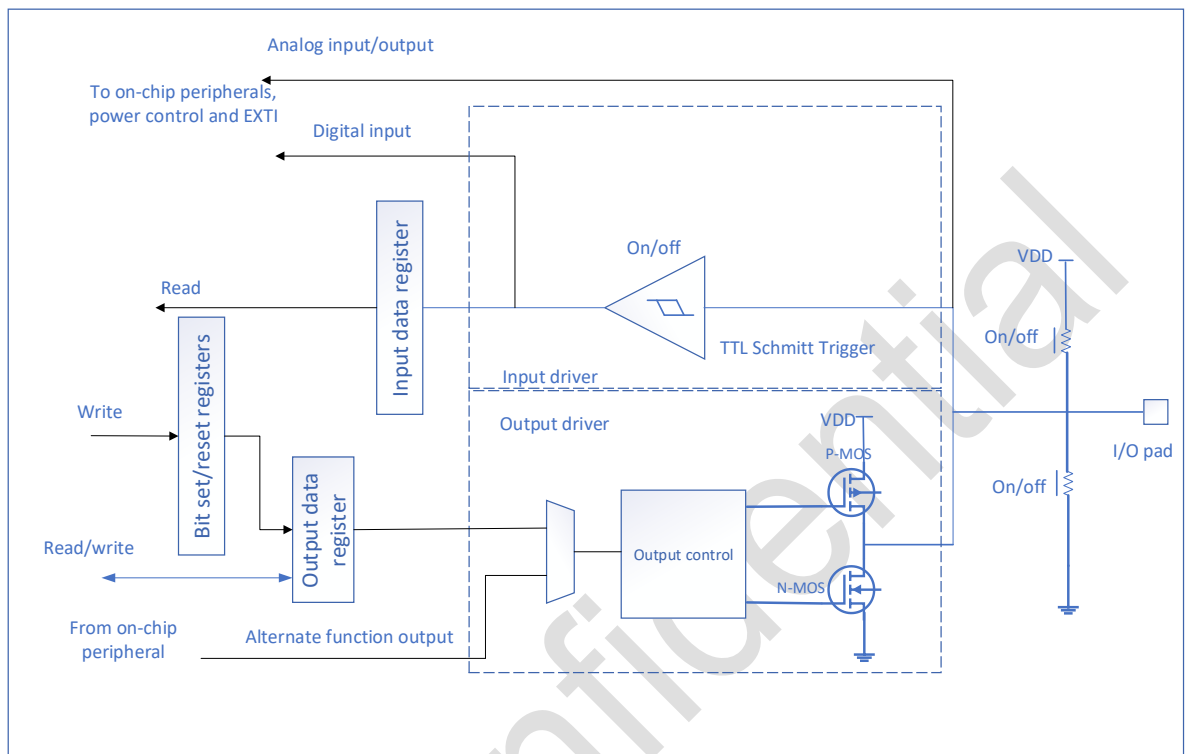 Analog input/output
To on-chip peripherals,
power control and EXTI
Digital input
On/off
Input data register
Read
TTL Schmitt Trigger
Input driver
VDD
On/off
Bit set/reset registers
Write
Output driver
VDD
P-MOS
I/O pad
On/off
Output data
register
Read/write
Output control
N-MOS
From on-chip
peripheral
Alternate function output
nfidential